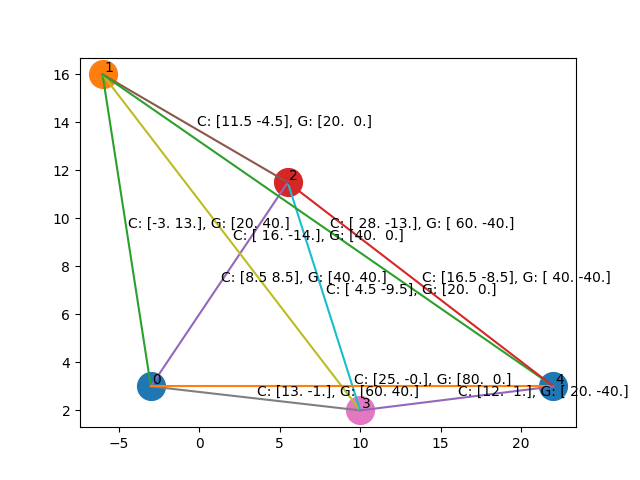 16
1
14
C: [11.5 -4.5], G: [20. 0.]
12
2
10
C: [-3. 13.], G: [20. 40.]
C: [ 28. -13.], G: [ 60. -40.]
C: [ 16. -14.], G: [40. 0.]
8
C: [8.5 8.5], G: [40. 40.]
C: [16.5 -8.5], G: [ 40. -40.]
C: [ 4.5 -9.5], G: [20. 0.]
6
4
0
C: [25. -0.], G: [80. 0.]
4
C: [13. -1.], G: [60. 40.]
C: [12. 1.], G: [ 20. -40.]
3
2
−5
0
5
10
15
20